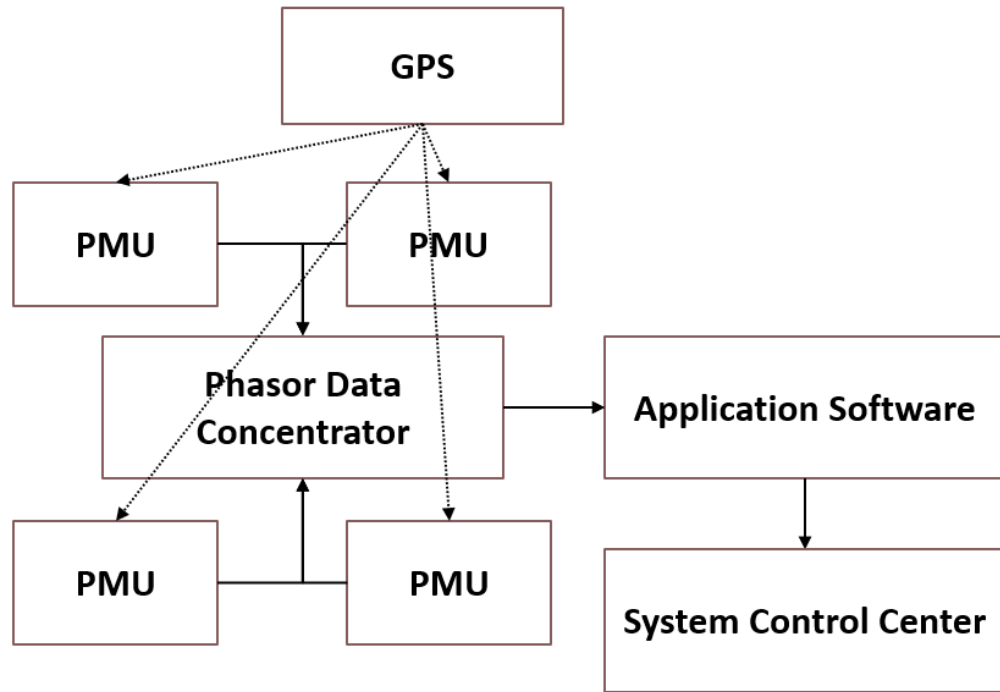 GPS
PMU
PMU
Phasor Data
Concentrator
Application Software
PMU
PMU
System Control Center